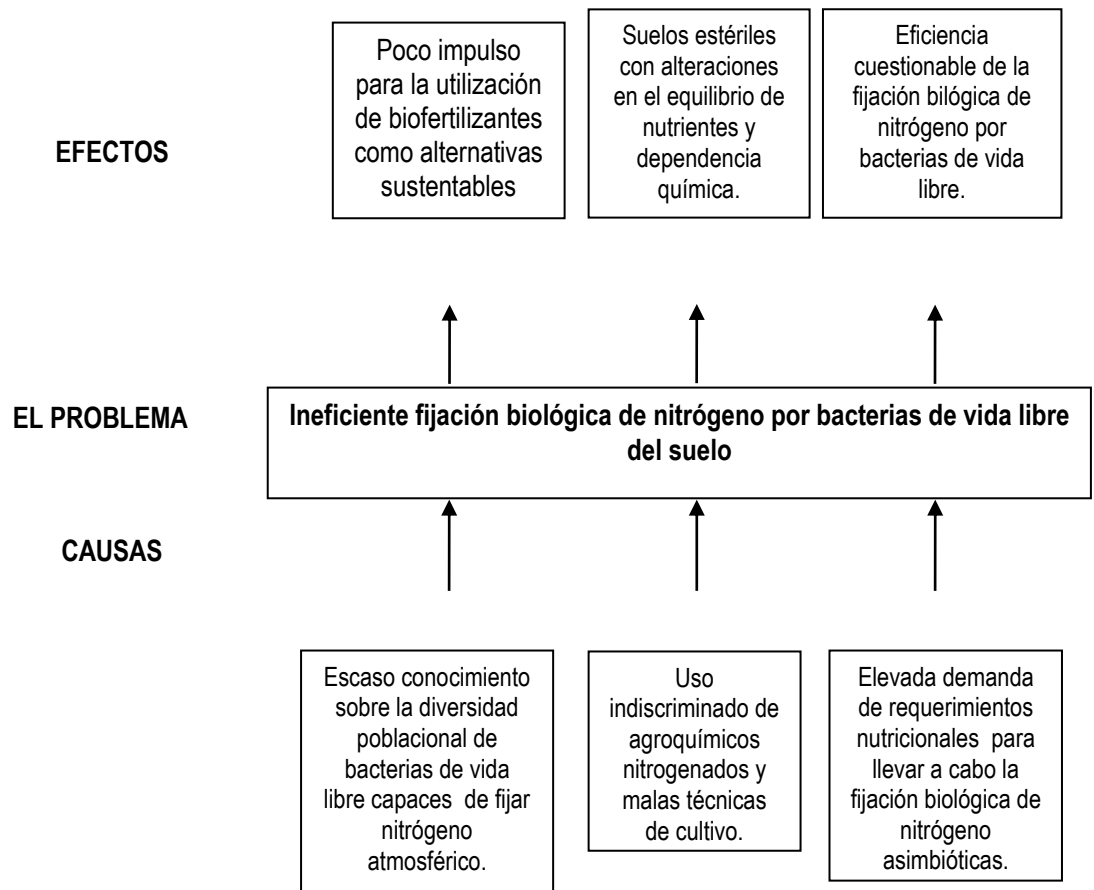 EFECTOS
Poco impulso
para la utilización
de biofertilizantes
como alternativas
sustentables
Suelos estériles
con alteraciones
en el equilibrio de
nutrientes y
dependencia
química.
Eficiencia
cuestionable de la
fijación bilógica de
nitrógeno por
bacterias de vida
libre.
EL PROBLEMA
Ineficiente fijación biológica de nitrógeno por bacterias de vida libre
del suelo
CAUSAS
Escaso conocimiento
sobre la diversidad
poblacional de
bacterias de vida
libre capaces de fijar
nitrógeno
atmosférico.
Uso
indiscriminado de
agroquímicos
nitrogenados y
malas técnicas
de cultivo.
Elevada demanda
de requerimientos
nutricionales para
llevar a cabo la
fijación biológica de
nitrógeno
asimbióticas.